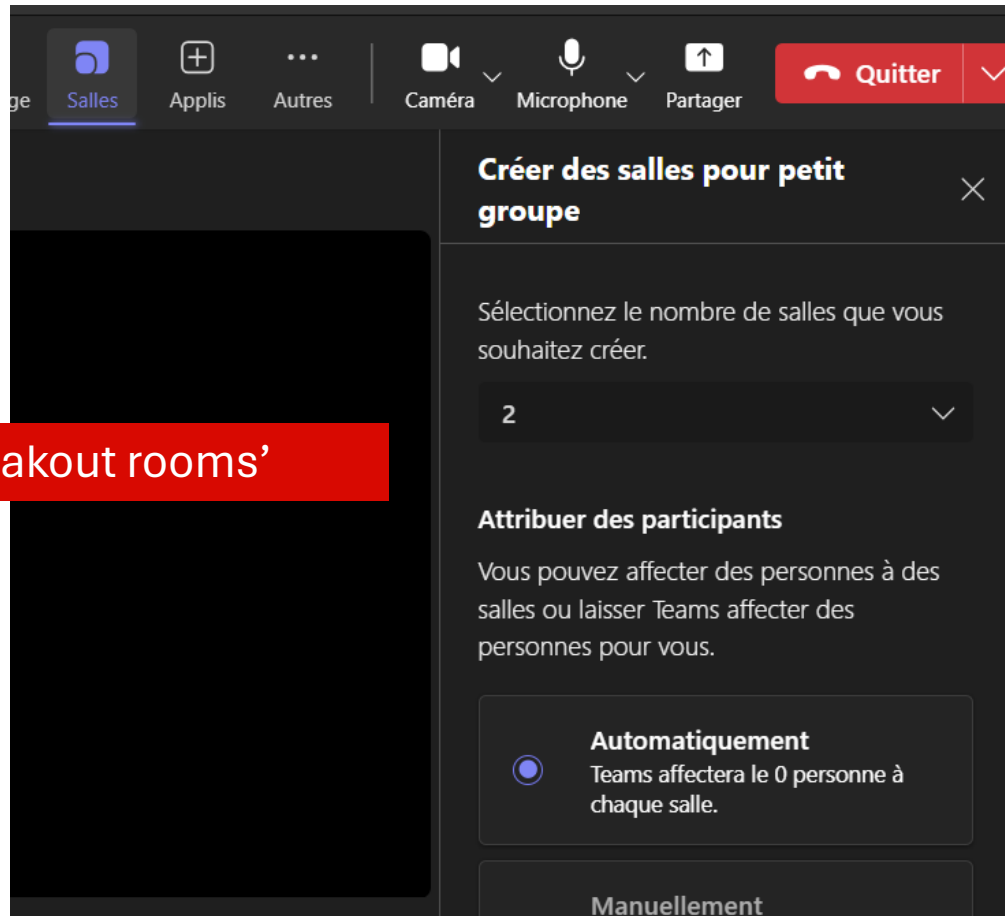 Salles
Applis
Autres
Caméra
Microphone
Partager
Quitter
Créer des salles pour petit
groupe
Sélectionnez le nombre de salles que vous
souhaitez créer.
2
rooms’
Attribuer des participants
Vous pouvez affecter des personnes à des
salles ou laisser Teams affecter des
personnes pour vous.
Automatiquement
Teams affectera le 0 personne à
chaque salle.
Manuellement